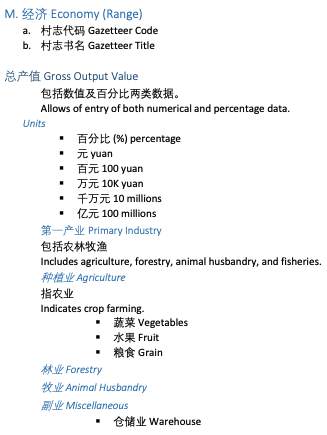 M. 经济 Economy (Range)
a. 村志代码 Gazetteer Code
b. 村志书名 Gazetteer Title
总产值 Gross Output Value
包括数值及百分比两类数据。
Allows of entry of both numerical and percentage data.
Units
▪ 百分比 (%) percentage
▪ 元 yuan
▪ 百元 100 yuan
▪ 万元 10K yuan
▪ 千万元 10 millions
▪ 亿元 100 millions
第一产业 Primary Industry
包括农林牧渔
Includes agriculture, forestry, animal husbandry, and fisheries.
种植业 Agriculture
指农业
Indicates crop farming.
▪ 蔬菜 Vegetables
▪ 水果 Fruit
▪ 粮食 Grain
林业 Forestry
牧业 Animal Husbandry
副业 Miscellaneous
▪ 仓储业 Warehouse